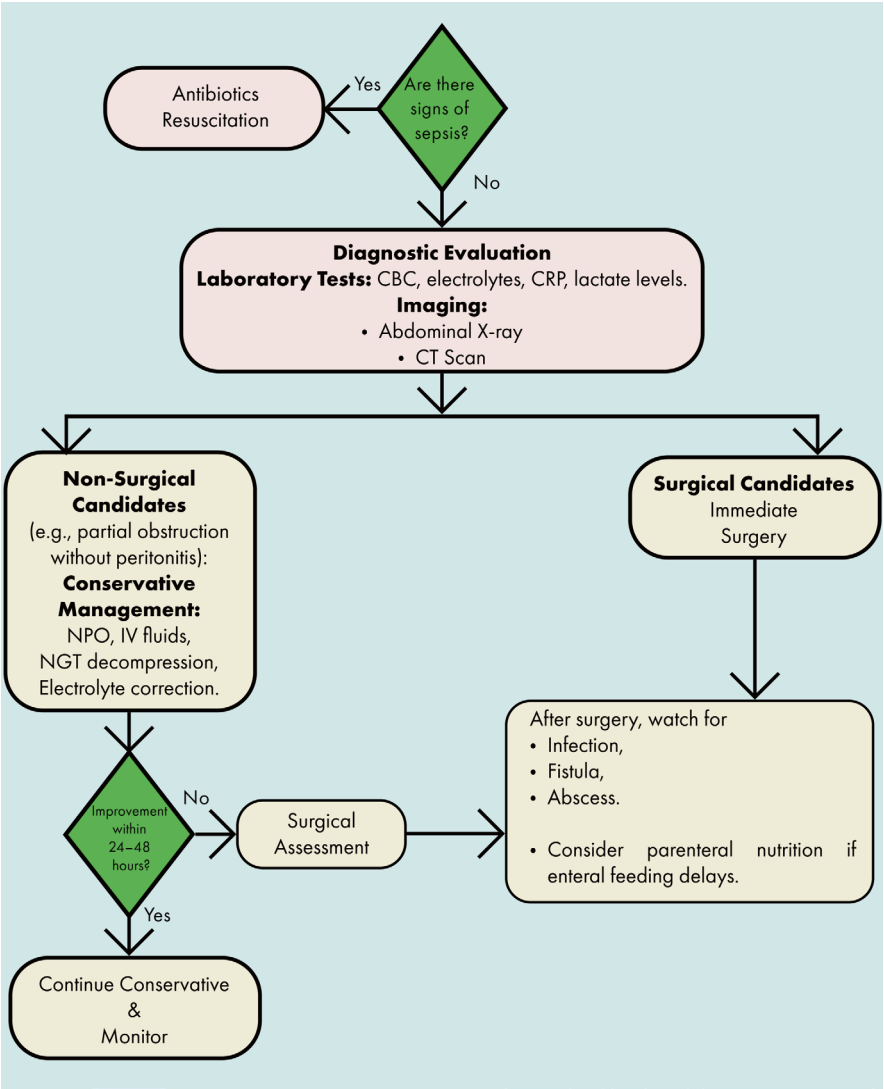 Are there
signs of
sepsis?
Yes
Antibiotics
Resuscitation
No
Diagnostic Evaluation
Laboratory Tests: CBC, electrolytes, CRP, lactate levels.
Imaging:
• Abdominal X-ray
• CT Scan
Non-Surgical
Candidates
(e.g., partial obstruction
without peritonitis):
Conservative
Management:
NPO, IV fluids,
NGT decompression,
Electrolyte correction.
Surgical Candidates
Immediate
Surgery
After surgery, watch for
• Infection,
• Fistula,
• Abscess.
• Consider parenteral nutrition if
enteral feeding delays.
Improvement
within
24–48
hours?
No
Surgical
Assessment
Yes
Continue Conservative
&
Monitor